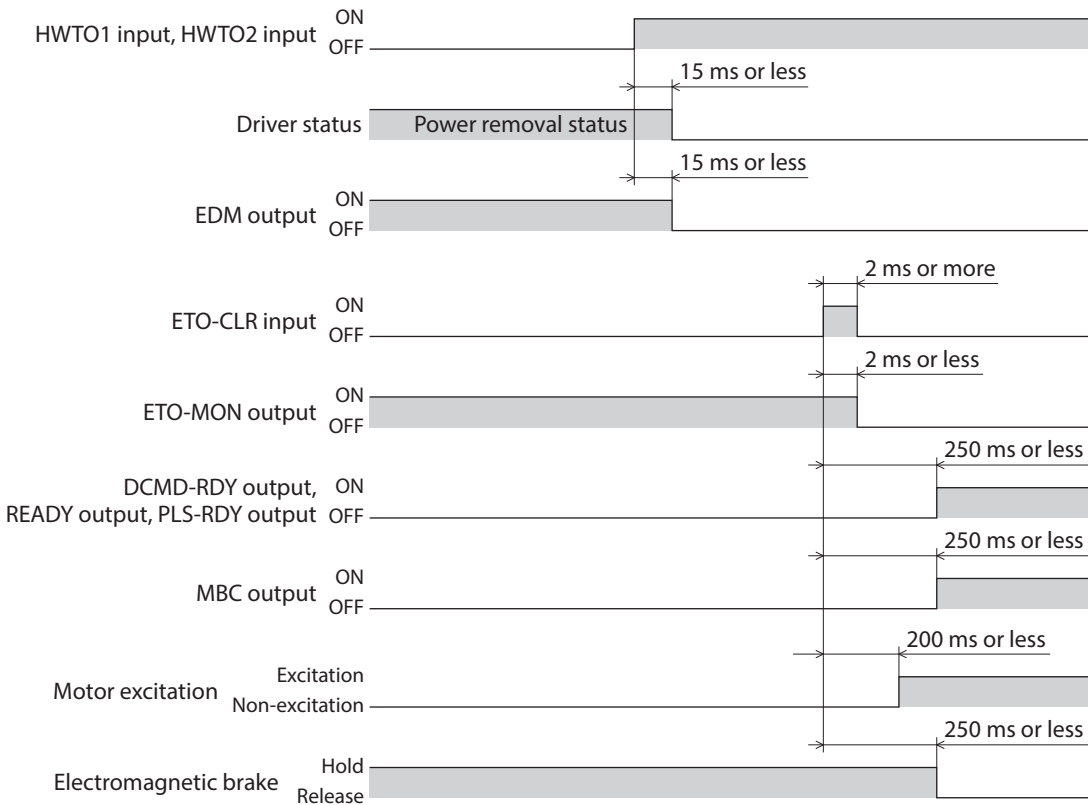 ON
HWTO1 input, HWTO2 input
OFF
15 ms or less
Driver status
Power removal status
15 ms or less
ON
EDM output
OFF
2 ms or more
ON
ETO-CLR input
OFF
2 ms or less
ON
ETO-MON output
OFF
250 ms or less
DCMD-RDY output, ON
READY output, PLS-RDY output OFF
250 ms or less
ON
MBC output
OFF
200 ms or less
Excitation
Motor excitation
Non-excitation
250 ms or less
Hold
Electromagnetic brake
Release